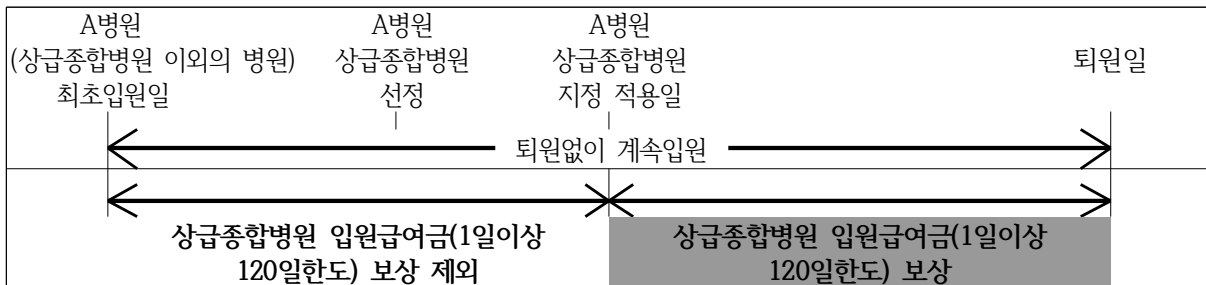 A병원
(상급종합병원 이외의 병원)
최초입원일
A병원
상급종합병원
선정
A병원
상급종합병원
지정 적용일
퇴원일
퇴원없이 계속입원
상급종합병원 입원급여금(1일이상
120일한도) 보상 제외
상급종합병원 입원급여금(1일이상
120일한도) 보상